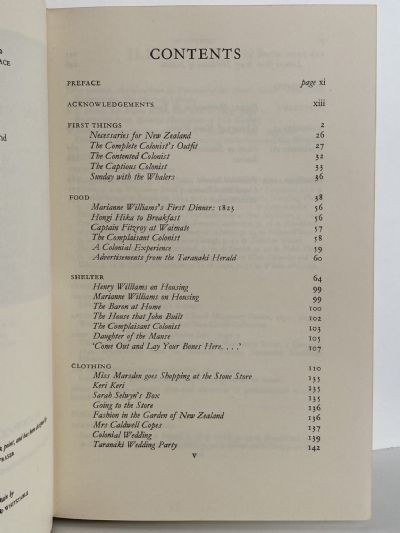 CONTENTS
PREFACE page xi
ACKNOWLEDGEMENTS xiii
FIRST THINGS 2
Necessaries for New Zealand 26
The Complete Colonist's Outfit 27
The Contented Colonist 32
The Captious Colonist 33
Sunday with the Whalers 36
FOOD 38
Marianne Williams's First Dinner: 1823 56
Hongi Hika to Breakfast 56
Captain Fitzroy at Waimate 57
The Complaisant Colonist 58
A Colonial Experience 59
Advertisements from the Taranaki Herald 60
SHELTER 64
Henry Williams on Housing 99
Marianne Williams on Housing 99
The Baron at Home 100
The House that John Built 102
The Complaisant Colonist 103
Daughter of the Manse 105
'Come Out and Lay Your Bones Here. . . .' 107
CLOTHING 110
Miss Marsden goes Shopping at the Stone Store 133
Keri Keri 135
Sarah Selwyn's Box 135
Going to the Store 136
Fashion in the Garden of New Zealand 136
Mrs Caldwell Copes 137
Colonial Wedding 139
Taranaki Wedding Party 142
v